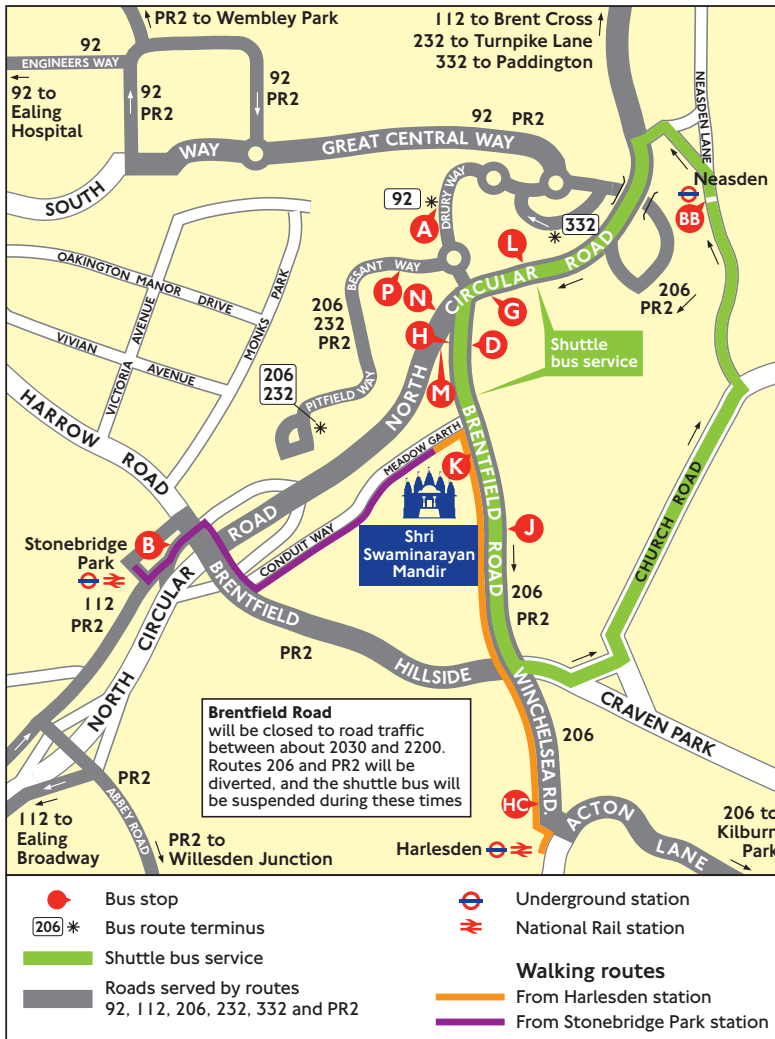 PR2 to Wembley Park
112 to Brent Cross
232 to Turnpike Lane
332 to Paddington
92
ENGINEERS WAY
92 to
Ealing
Hospital
92
PR2
92
PR2
92
PR2
GREAT CENTRAL WAY
WAY
SOUTH
NEASDEN LANE
Neasden
BB
92
DRURY WAY
A
332
L
CIRCULAR ROAD
206
PR2
OAKINGTON MANOR DRIVE
VICTORIA AVENUE
MONKS PARK
VIVIAN AVENUE
BESANT WAY
P
N
G
206
232
PR2
H
D
M
Shuttle
bus service
206
232
PITFIELD WAY
NORTH
HARROW ROAD
MEADOW GARTH
K
BRENTFIELD ROAD
J
Shri
Swaminarayan
Mandir
CHURCH ROAD
B
ROAD
CONDUIT WAY
Stonebridge
Park
112
PR2
NORTH CIRCULAR
BRENTFIELD
PR2
HILLSIDE
206
PR2
CRAVEN PARK
WINCHELSEA RD.
206
Brentfield Road
will be closed to road traffic
between about 2030 and 2200.
Routes 206 and PR2 will be
diverted, and the shuttle bus will
be suspended during these times
HC
ACTON LANE
PR2
ABBEY ROAD
112 to
Ealing
Broadway
PR2 to
Willesden Junction
Harlesden
206 to
Kilburn
Park
Bus stop
206
Bus route terminus
Shuttle bus service
Roads served by routes
92, 112, 206, 232, 332 and PR2
Underground station
National Rail station
Walking routes
From Harlesden station
From Stonebridge Park station